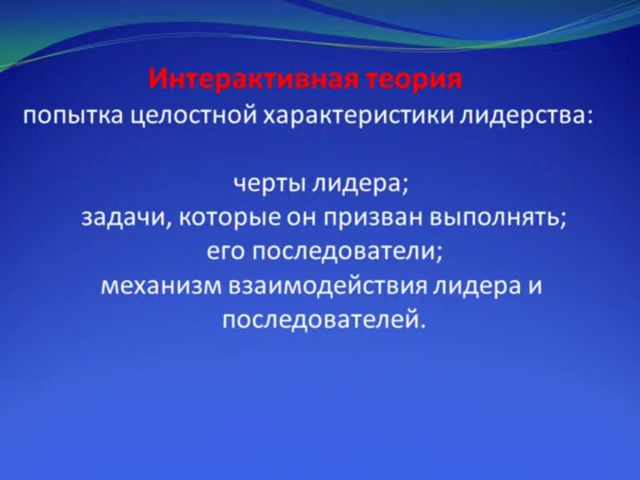 Интерактивная теория
попытка целостной характеристики лидерства:
черты лидера;
задачи, которые он призван выполнять;
его последователи;
механизм взаимодействия лидера и
последователей.